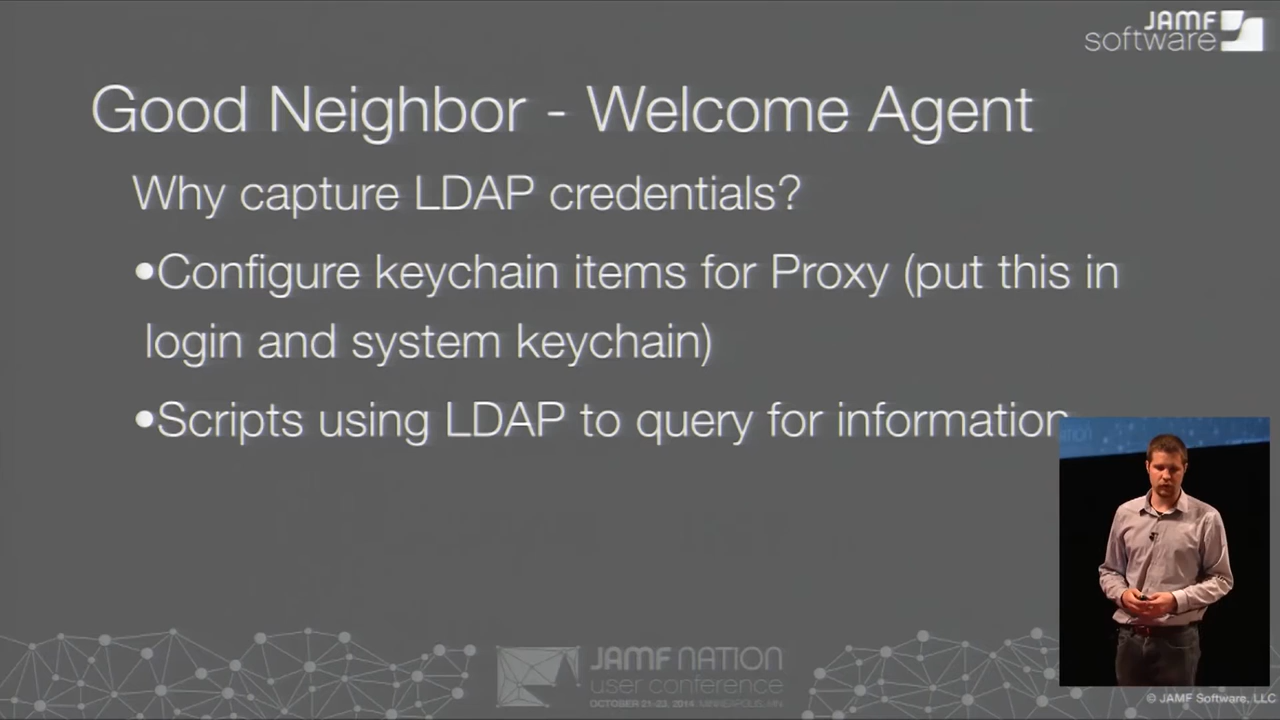 JAMF
software
Good Neighbor - Welcome Agent
Why capture LDAP credentials?
•Configure keychain items for Proxy (put this in
login and system keychain)
•Scripts using LDAP to query for information
JAMF NATION
user conference
OCTOBER 21-23, 2014 MINNEAPOLIS, MN
© JAMF Software, LLC